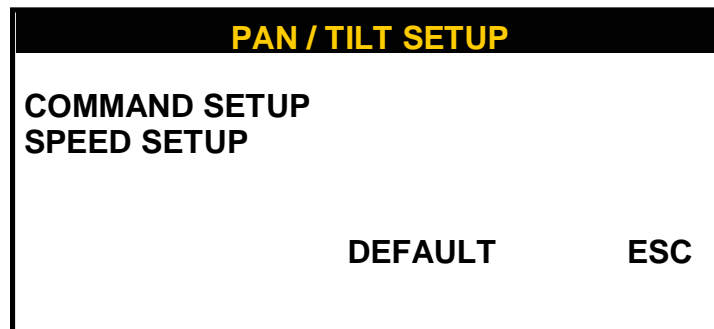 PAN / TILT SETUP
COMMAND SETUP
SPEED SETUP
DEFAULT ESC